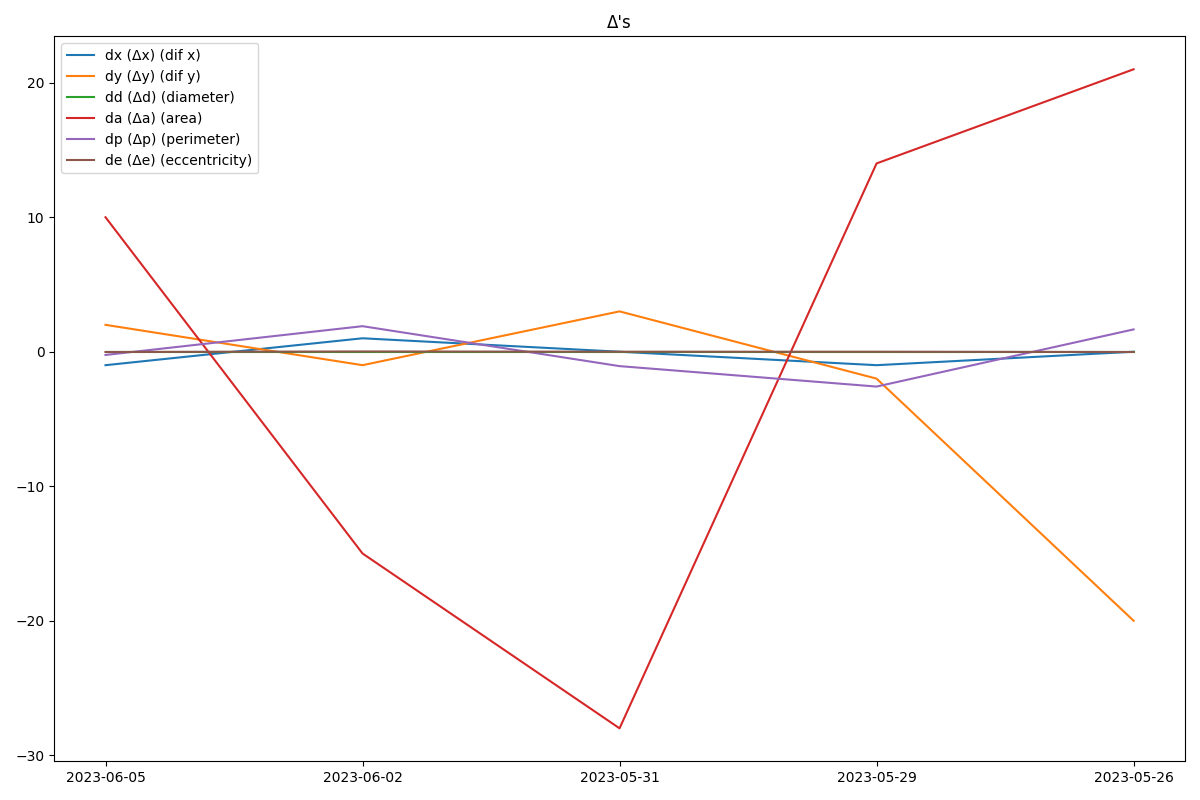 Δ's
dx (Δx) (dif x)
dy (Δy) (dif y)
dd (Δd) (diameter)
da (Δa) (area)
dp (Δp) (perimeter)
de (Δe) (eccentricity)
20
10
0
−10
−20
−30
2023-06-05 2023-06-02 2023-05-31 2023-05-29 2023-05-26